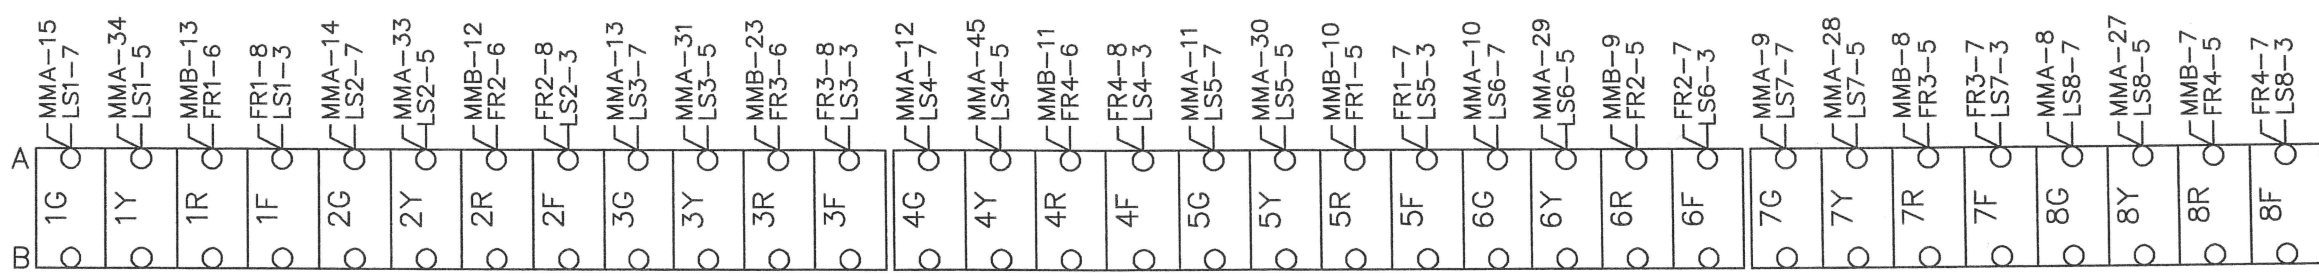 MMA-15
LS1-7
MMA-34
LS1-5
MMB-13
FR1-6
FR1-8
LS1-3
MMA-14
LS2-7
MMA-33
LS2-5
MMB-12
FR2-6
FR2-8
LS2-3
MMA-13
LS3-7
MMA-31
LS3-5
MMB-23
FR3-6
FR3-8
LS3-3
MMA-12
LS4-7
MMA-45
LS4-5
MMB-11
FR4-6
FR4-8
LS4-3
MMA-11
LS5-7
MMA-30
LS5-5
MMB-10
FR1-5
FR1-7
LS5-3
MMA-10
LS6-7
MMA-29
LS6-5
MMB-9
FR2-5
FR2-7
LS6-3
MMA-9
LS7-7
MMA-28
LS7-5
MMB-8
FR3-5
FR3-7
LS7-3
MMA-8
LS8-7
MMA-27
LS8-5
MMB-7
FR4-5
FR4-7
LS8-3
A
1G
1Y
1R
1F
2G
2Y
2R
2F
3G
3Y
3R
3F
4G
4Y
4R
4F
5G
5Y
5R
5F
6G
6Y
6R
6F
7G
7Y
7R
7F
8G
8Y
8R
8F
B